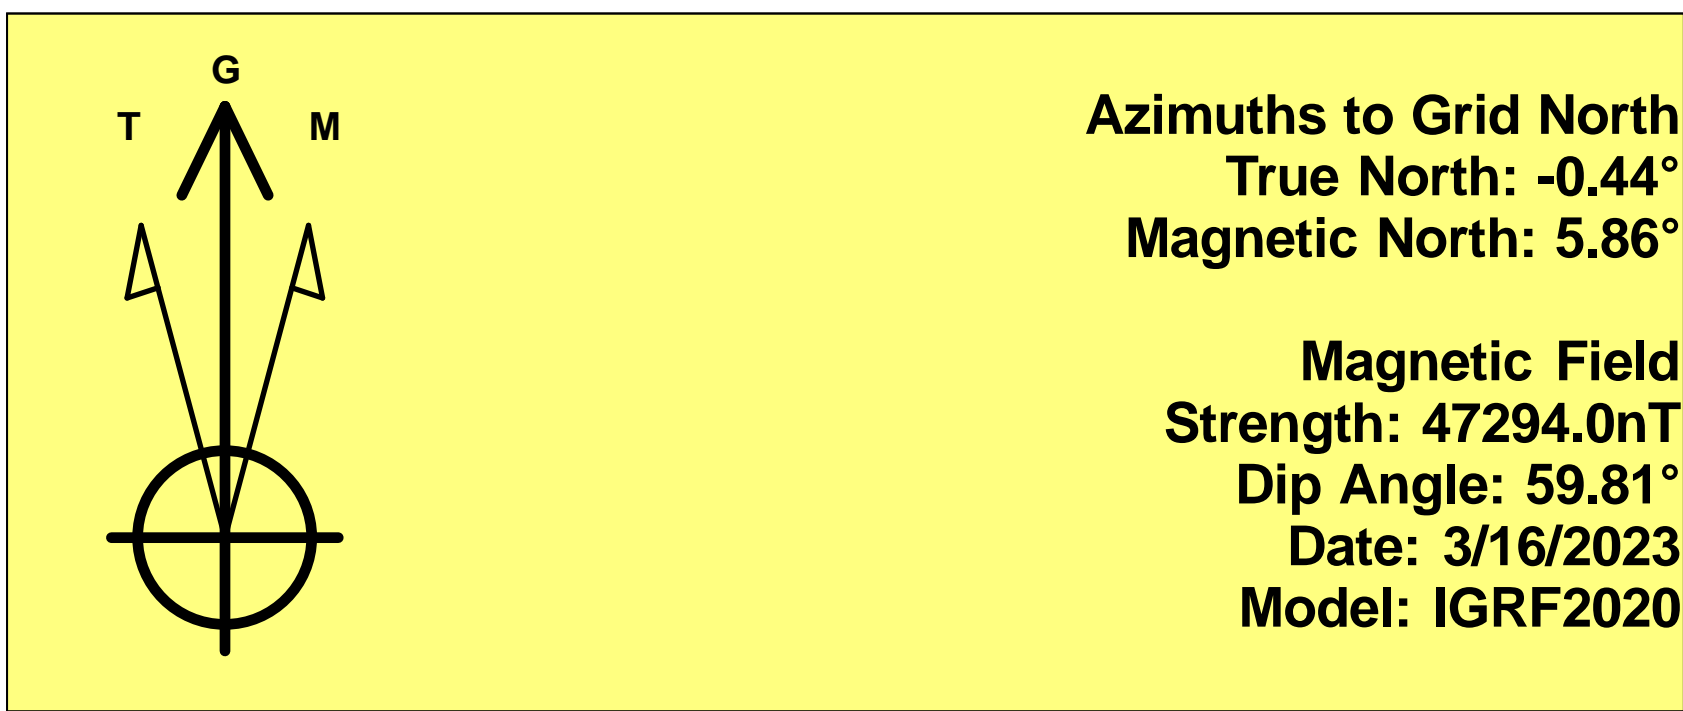 G
T
M
Azimuths to Grid North
True North: -0.44°
Magnetic North: 5.86°
Magnetic Field
Strength: 47294.0nT
Dip Angle: 59.81°
Date: 3/16/2023
Model: IGRF2020